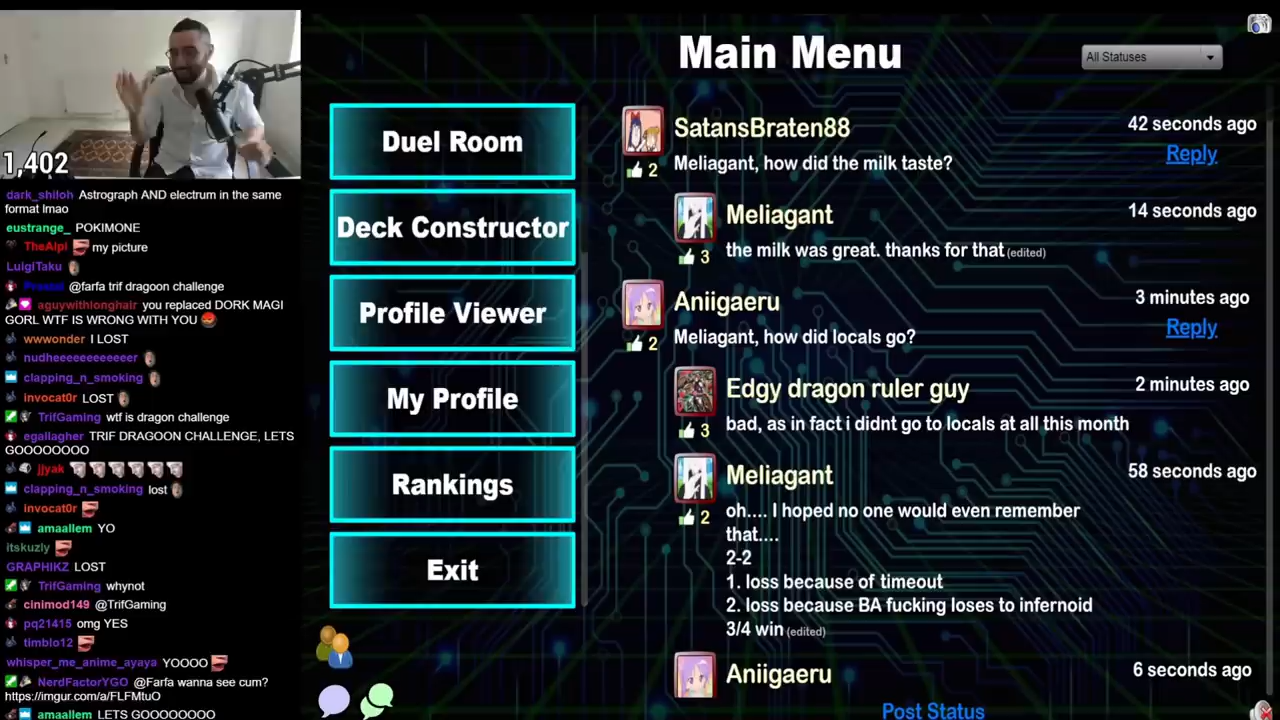 1,402
dark_shiloh Astrograph AND electrum in the same
format lmao
eustrange_ POKIMONE
TheAlpi my picture
LuigiTaku
@farfa trif dragoon challenge
aguywithlonghair you replaced DORK MAGI
GORL WTF IS WRONG WITH YOU
wwwonder I LOST
nudheeeeeeeeeeer
clapping_n_smoking
invocat0r LOST
TrifGaming wtf is dragon challenge
egallagher TRIF DRAGOON CHALLENGE, LETS
GOOOOOOOO
jjyak
clapping_n_smoking lost
invocat0r
amaallem YO
itskuzly
GRAPHIKZ LOST
TrifGaming whynot
cinimod149 @TrifGaming
pq21415 omg YES
timblo12
whisper_me_anime_ayaya YOOOO
NerdFactorYGO @Farfa wanna see cum?
https://imgur.com/a/FLFMtuO
amaallem LETS GOOOOOOOO
Main Menu
All Statuses
Duel Room
Deck Constructor
Profile Viewer
My Profile
Rankings
Exit
SatansBraten88 42 seconds ago
Meliagant, how did the milk taste? Reply
2
Meliagant 14 seconds ago
the milk was great. thanks for that (edited)
3
Aniigaeru 3 minutes ago
Meliagant, how did locals go? Reply
2
Edgy dragon ruler guy 2 minutes ago
bad, as in fact i didnt go to locals at all this month
3
Meliagant 58 seconds ago
oh.... I hoped no one would even remember
2
that....
2-2
1. loss because of timeout
2. loss because BA fucking loses to infernoid
3/4 win (edited)
Aniigaeru 6 seconds ago
Post Status